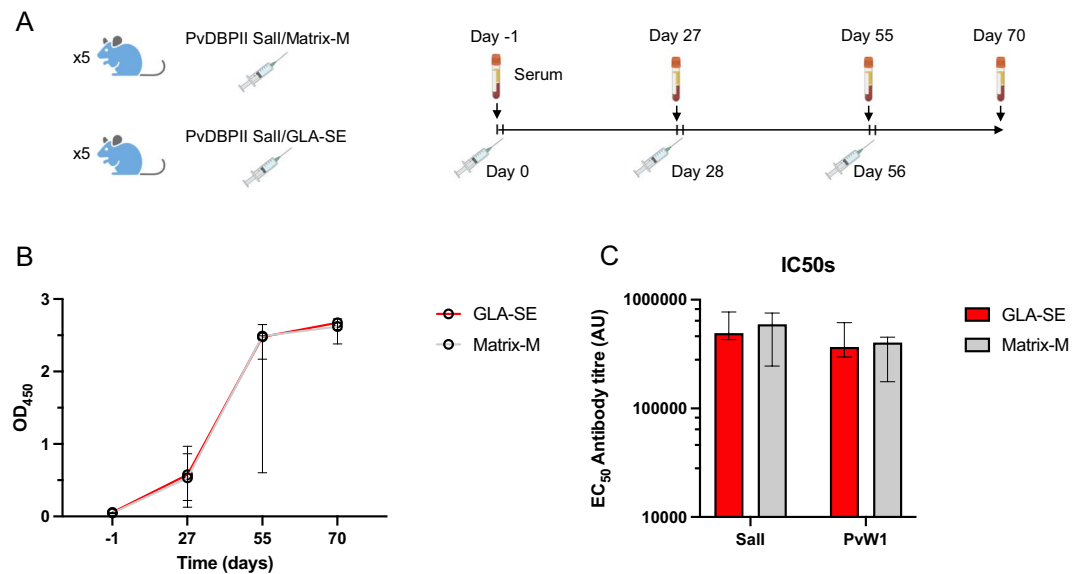 A
x5
PvDBPII SalI/Matrix-M
x5
PvDBPII SalI/GLA-SE
Day -1
Day 27
Day 55
Day 70
Serum
Day 0
Day 28
Day 56
B
OD450
3
2
1
0
-1
27
55
70
Time (days)
GLA-SE
Matrix-M
C
IC50s
EC50 Antibody titre (AU)
1000000
100000
10000
SalI
PvW1
GLA-SE
Matrix-M